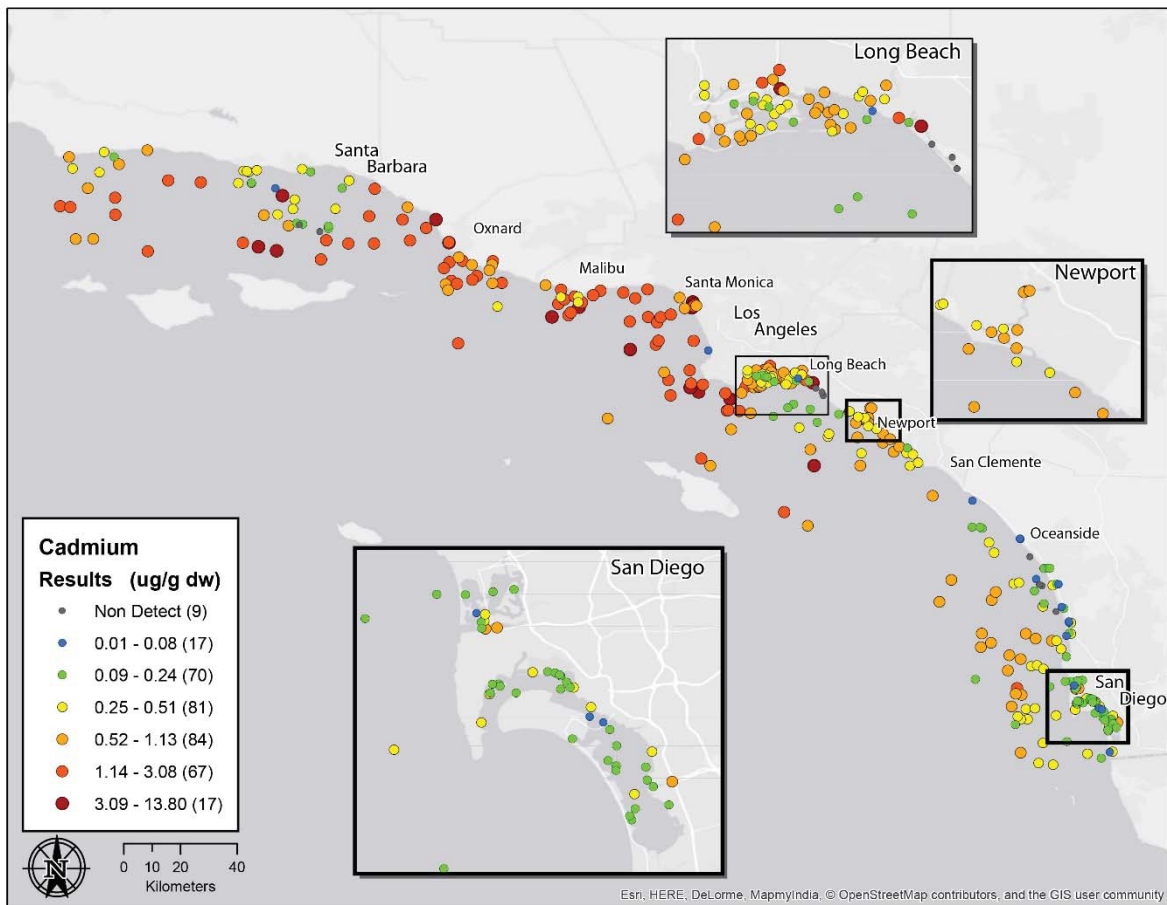 Long Beach
Santa
Barbara
Oxnard
Malibu
Santa Monica
Los
Angeles
Long Beach
Newport
Newport
San Clemente
Oceanside
San
Diego
San Diego
Cadmium
Results (ug/g dw)
Non Detect (9)
0.01 - 0.08 (17)
0.09 - 0.24 (70)
0.25 - 0.51 (81)
0.52 - 1.13 (84)
1.14 - 3.08 (67)
3.09 - 13.80 (17)
N
0 10 20 40
Kilometers
Esri, HERE, DeLorme, MapmyIndia, © OpenStreetMap contributors, and the GIS user community